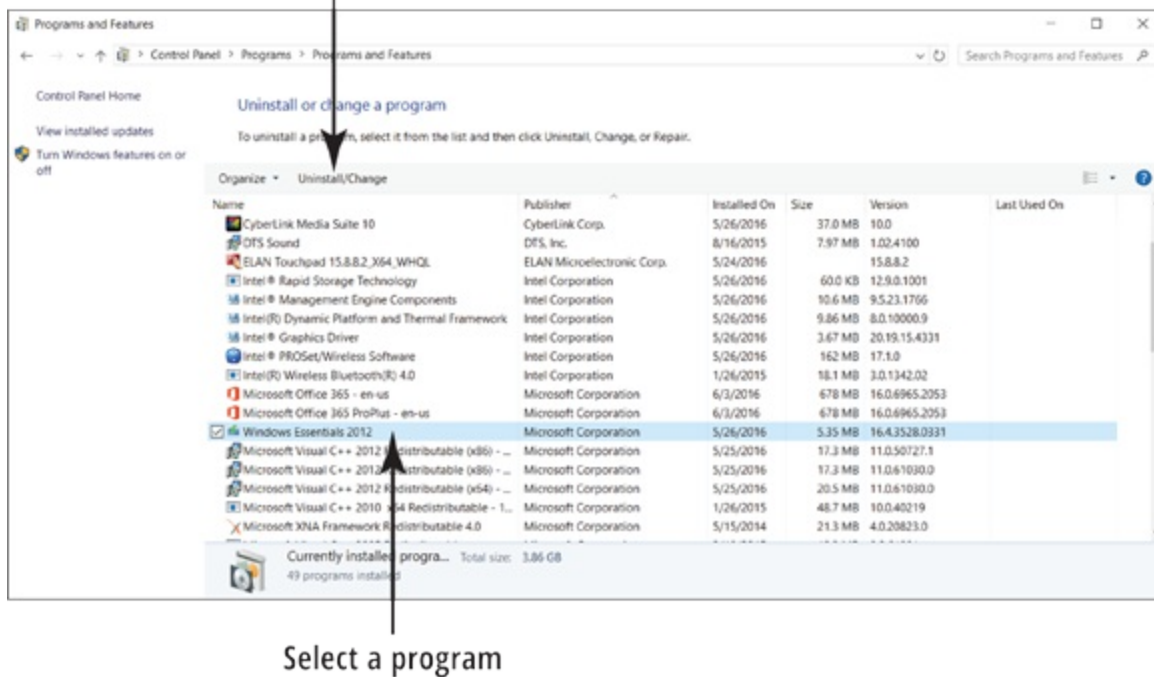 Programs and Features
Control Panel > Programs > Programs and Features
Search Programs and Features
Control Panel Home
View installed updates
Turn Windows features on or
off
Uninstall or change a program
To uninstall a program, select it from the list and then click Uninstall, Change, or Repair.
Organize Uninstall/Change
Name Publisher Installed On Size Version Last Used On
CyberLink Media Suite 10 CyberLink Corp. 5/26/2016 37.0 MB 10.0
DTS Sound DTS, Inc. 8/16/2015 7.97 MB 1.02.4100
ELAN Touchpad 15.8.8.2_X64_WHQL ELAN Microelectronic Corp. 5/24/2016 15.8.8.2
Intel® Rapid Storage Technology Intel Corporation 5/26/2016 60.0 KB 12.9.0.1001
Intel® Management Engine Components Intel Corporation 5/26/2016 10.6 MB 9.5.23.1766
Intel(R) Dynamic Platform and Thermal Framework Intel Corporation 5/26/2016 9.86 MB 8.0.10000.9
Intel® Graphics Driver Intel Corporation 5/26/2016 3.67 MB 20.19.15.4331
Intel® PROSet/Wireless Software Intel Corporation 5/26/2016 162 MB 17.1.0
Intel(R) Wireless Bluetooth(R) 4.0 Intel Corporation 1/26/2015 18.1 MB 3.0.1342.02
Microsoft Office 365 - en-us Microsoft Corporation 6/3/2016 678 MB 16.0.6965.2053
Microsoft Office 365 ProPlus - en-us Microsoft Corporation 6/3/2016 678 MB 16.0.6965.2053
Windows Essentials 2012 Microsoft Corporation 5/26/2016 5.35 MB 16.4.3528.0331
Microsoft Visual C++ 2012 Redistributable (x86) - ... Microsoft Corporation 5/25/2016 17.3 MB 11.0.50727.1
Microsoft Visual C++ 2012 Redistributable (x86) - ... Microsoft Corporation 5/25/2016 17.3 MB 11.0.61030.0
Microsoft Visual C++ 2012 Redistributable (x64) - ... Microsoft Corporation 5/25/2016 20.5 MB 11.0.61030.0
Microsoft Visual C++ 2010 x64 Redistributable - 1... Microsoft Corporation 1/26/2015 48.7 MB 10.0.40219
Microsoft XNA Framework Redistributable 4.0 Microsoft Corporation 5/15/2014 21.3 MB 4.0.20823.0
Currently installed progra... Total size: 3.86 GB
49 programs installed
Select a program